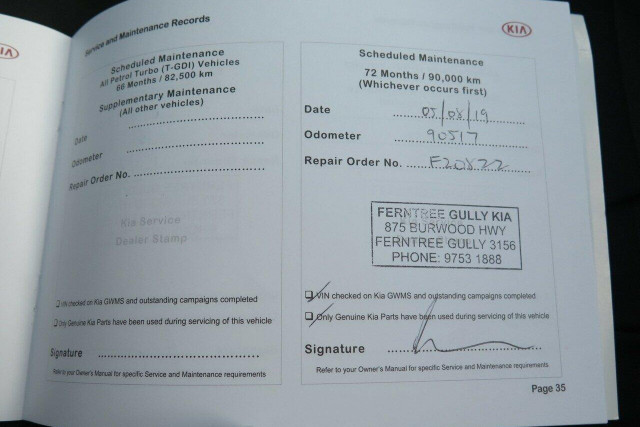 KIA
Service and Maintenance Records
Scheduled Maintenance
All Petrol Turbo (T-GDI) Vehicles
66 Months / 82,500 km
Supplementary Maintenance
(All other vehicles)
Date
Odometer
Repair Order No.
Kia Service
Dealer Stamp
VIN checked on Kia GWMS and outstanding campaigns completed
Only Genuine Kia Parts have been used during servicing of this vehicle
Signature
Refer to your Owner's Manual for specific Service and Maintenance requirements
Scheduled Maintenance
72 Months / 90,000 km
(Whichever occurs first)
Date 05/08/19
Odometer 90517
Repair Order No. F20822
FERNTREE GULLY KIA
875 BURWOOD HWY
FERNTREE GULLY 3156
PHONE: 9753 1888
VIN checked on Kia GWMS and outstanding campaigns completed
Only Genuine Kia Parts have been used during servicing of this vehicle
Signature
Refer to your Owner's Manual for specific Service and Maintenance requirements
Page 35